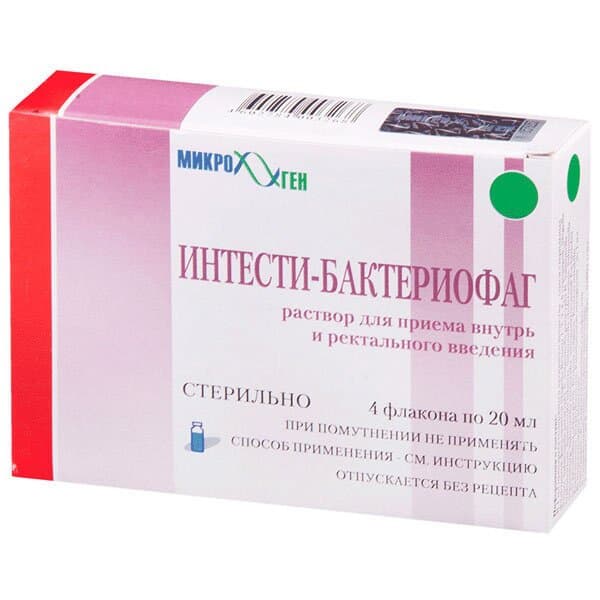 МИКРОГЕН
ИНТЕСТИ-БАКТЕРИОФАГ
раствор для приема внутрь
и ректального введения
СТЕРИЛЬНО
4 флакона по 20 мл
ПРИ ПОМУТНЕНИИ НЕ ПРИМЕНЯТЬ
СПОСОБ ПРИМЕНЕНИЯ - СМ. ИНСТРУКЦИЮ
ОТПУСКАЕТСЯ БЕЗ РЕЦЕПТА